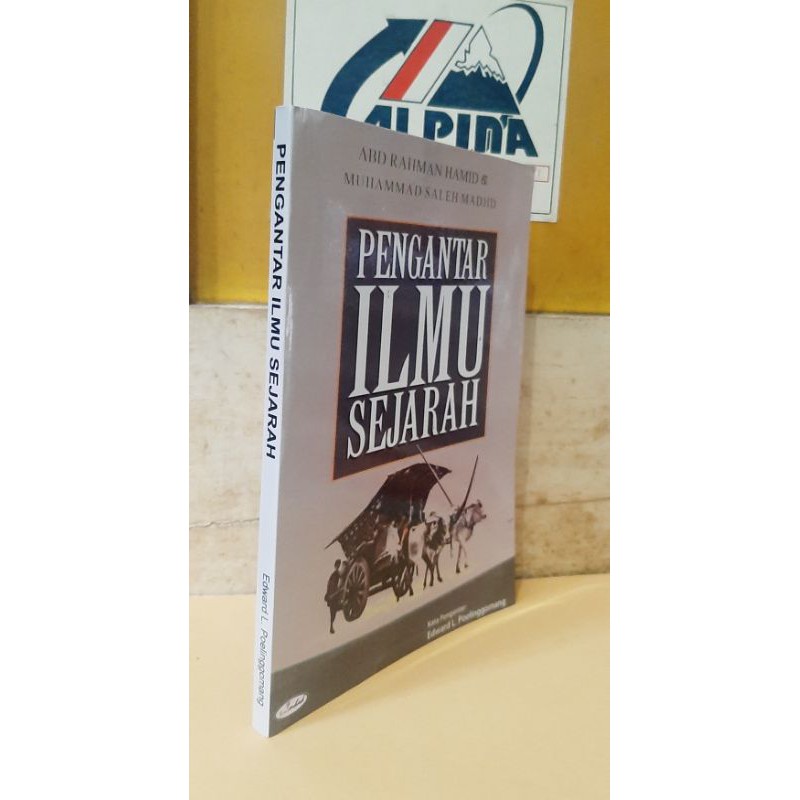 ALPINA
ABD RAHMAN HAMID &
MUHAMMAD SALEH MADJID
PENGANTAR
ILMU
SEJARAH
Kata Pengantar:
Edward L. Poelinggomang
PENGANTAR ILMU SEJARAH
Edward L. Poelinggomang